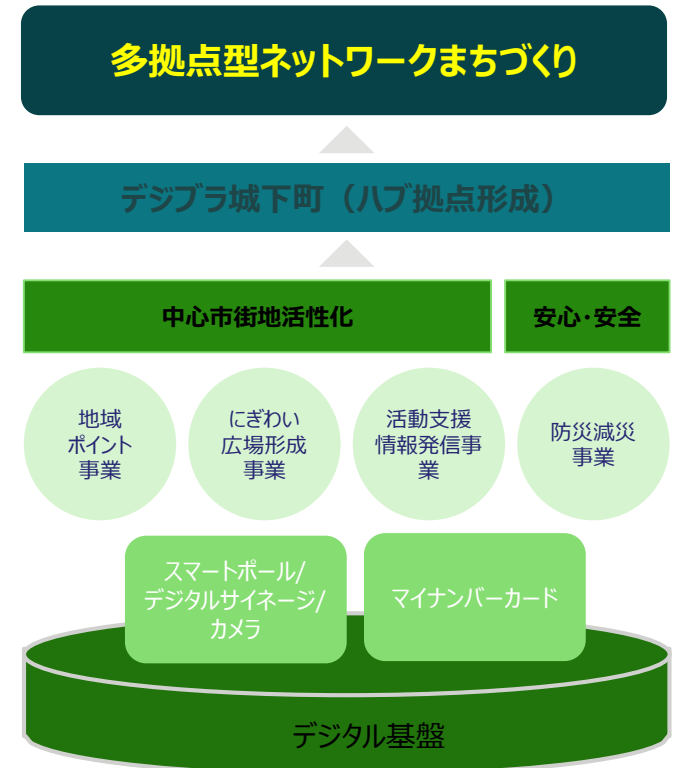 多拠点型ネットワークまちづくり
デジブラ城下町（ハブ拠点形成）
中心市街地活性化
安心・安全
地域
ポイント
事業
にぎわい
広場形成
事業
活動支援
情報発信事
業
防災減災
事業
スマートポール/
デジタルサイネージ/
カメラ
マイナンバーカード
デジタル基盤